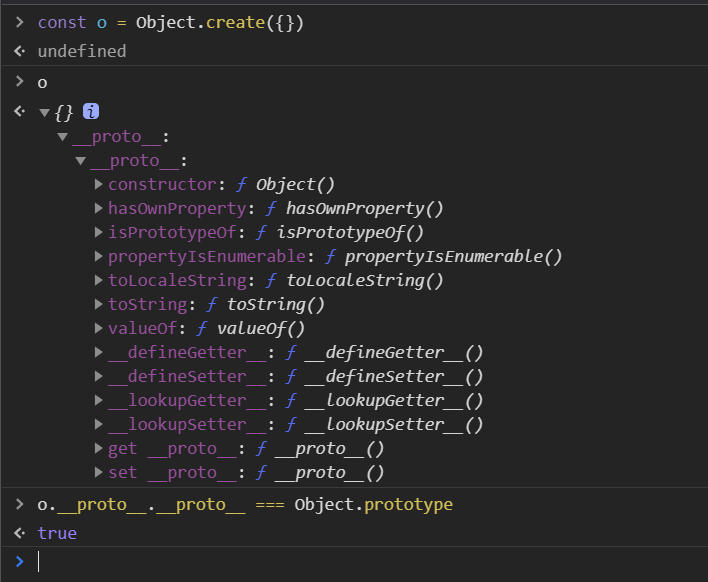 > const o = Object.create({})
<· undefined
> o
<· ▼{} i
▼__proto__:
▼__proto__:
▶constructor: ƒ Object()
▶hasOwnProperty: ƒ hasOwnProperty()
▶isPrototypeOf: ƒ isPrototypeOf()
▶propertyIsEnumerable: ƒ propertyIsEnumerable()
▶toLocaleString: ƒ toLocaleString()
▶toString: ƒ toString()
▶valueOf: ƒ valueOf()
▶__defineGetter__: ƒ __defineGetter__()
▶__defineSetter__: ƒ __defineSetter__()
▶__lookupGetter__: ƒ __lookupGetter__()
▶__lookupSetter__: ƒ __lookupSetter__()
▶get __proto__: ƒ __proto__()
▶set __proto__: ƒ __proto__()
> o.__proto__.__proto__ === Object.prototype
<· true
>